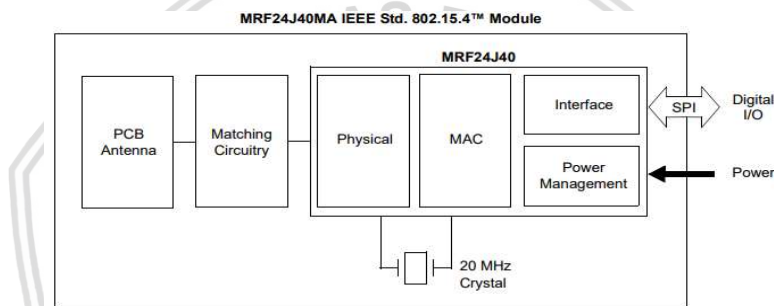 MRF24J40MA IEEE Std. 802.15.4™ Module
MRF24J40
PCB
Antenna
Matching
Circuitry
Physical
MAC
Interface
Power
Management
SPI
Digital
I/O
Power
20 MHz
Crystal